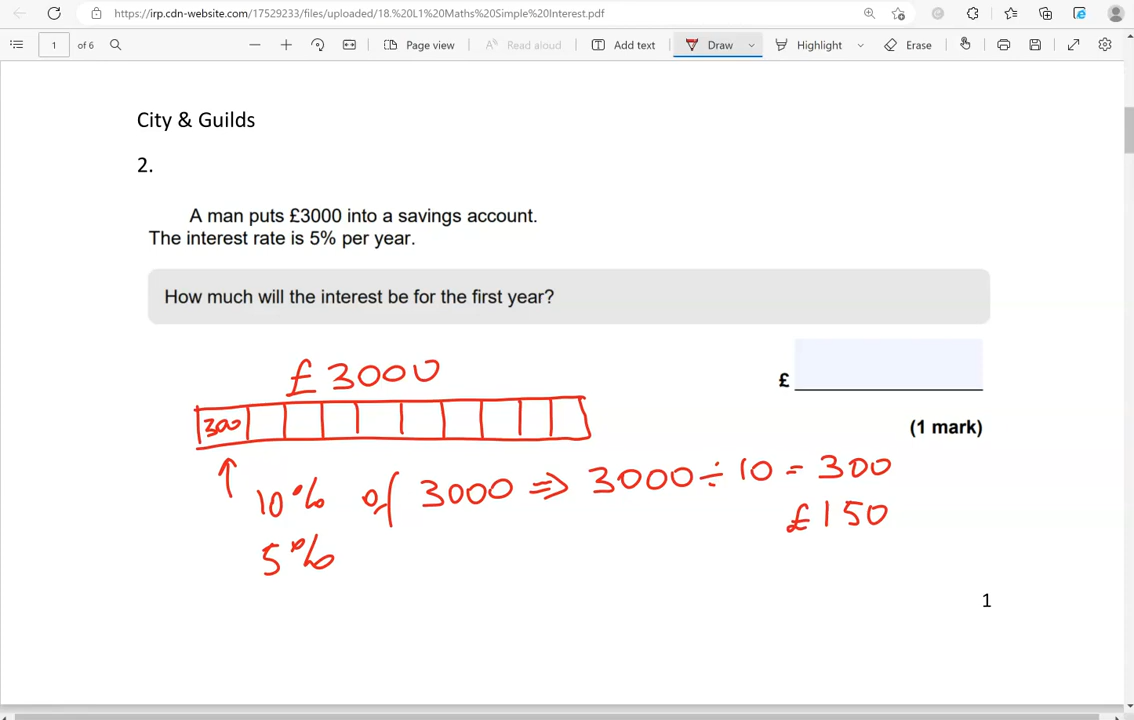 https://irp.cdn-website.com/17529233/files/uploaded/18.%20L1%20Maths%20Simple%20Interest.pdf
1 of 6 Page view Read aloud Add text Draw Highlight Erase
City & Guilds
2.
A man puts £3000 into a savings account.
The interest rate is 5% per year.
How much will the interest be for the first year?
£3000
£
300
(1 mark)
10% of 3000 ⇒ 3000 ÷ 10 = 300
£150
5%
1